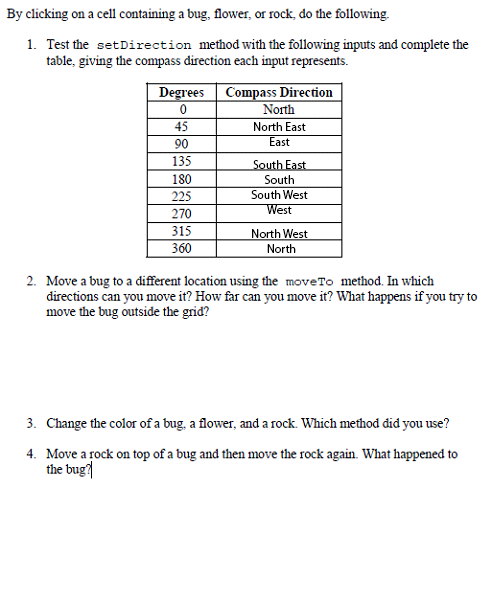 By clicking on a cell containing a bug, flower, or rock, do the following.
1. Test the setDirection method with the following inputs and complete the
table, giving the compass direction each input represents.
Degrees Compass Direction
0 North
45 North East
90 East
135 South East
180 South
225 South West
270 West
315 North West
360 North
2. Move a bug to a different location using the moveTo method. In which
directions can you move it? How far can you move it? What happens if you try to
move the bug outside the grid?
3. Change the color of a bug, a flower, and a rock. Which method did you use?
4. Move a rock on top of a bug and then move the rock again. What happened to
the bug?